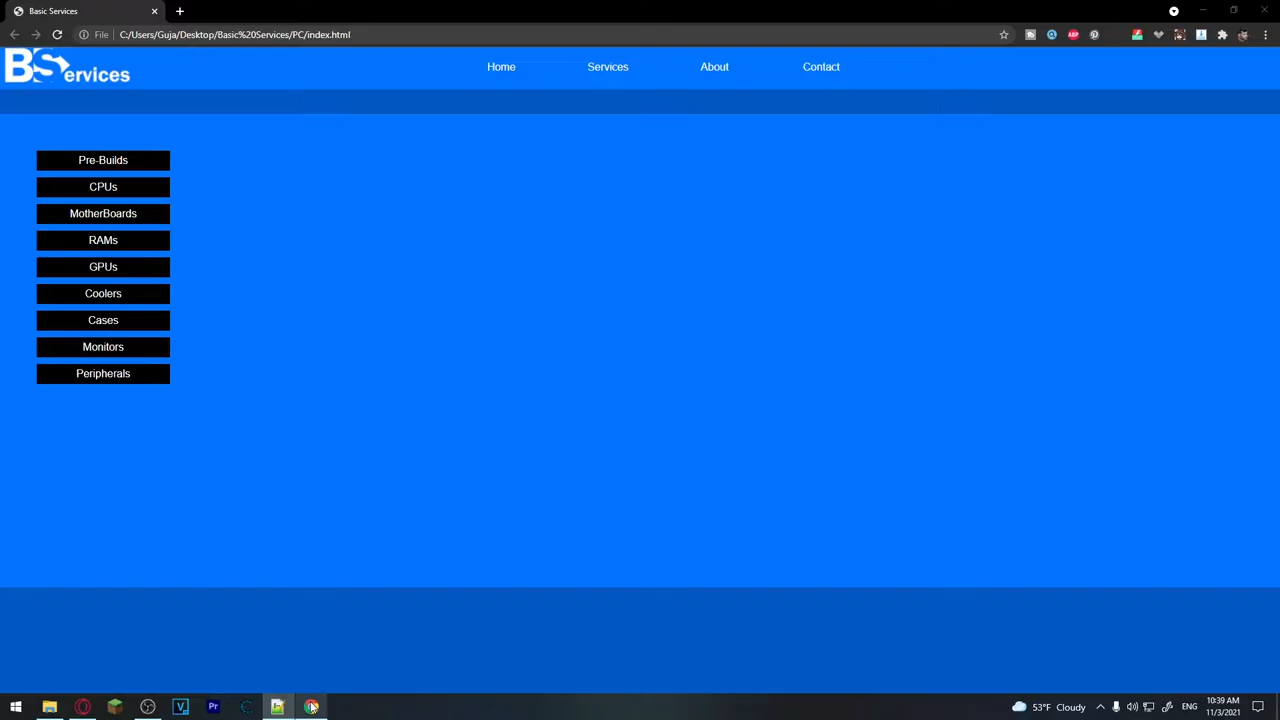 Basic Services
File C:/Users/Guja/Desktop/Basic%20Services/PC/index.html
BServices
Home Services About Contact
Pre-Builds
CPUs
MotherBoards
RAMs
GPUs
Coolers
Cases
Monitors
Peripherals
53°F Cloudy ENG 10:39 AM
11/3/2021